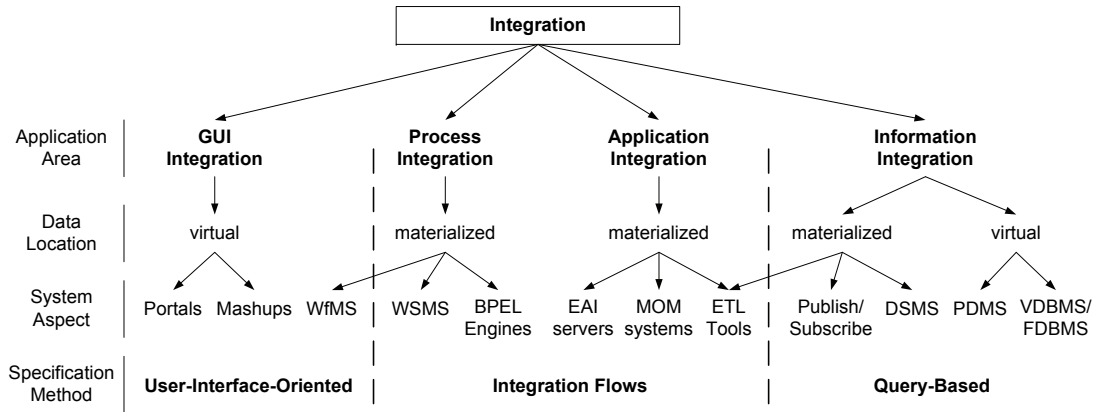 Integration
Application
Area
GUI
Integration
Process
Integration
Application
Integration
Information
Integration
Data
Location
virtual
materialized
materialized
materialized
virtual
System
Aspect
Portals
Mashups
WfMS
WSMS
BPEL
Engines
EAI
servers
MOM
systems
ETL
Tools
Publish/
Subscribe
DSMS
PDMS
VDBMS/
FDBMS
Specification
Method
User-Interface-Oriented
Integration Flows
Query-Based